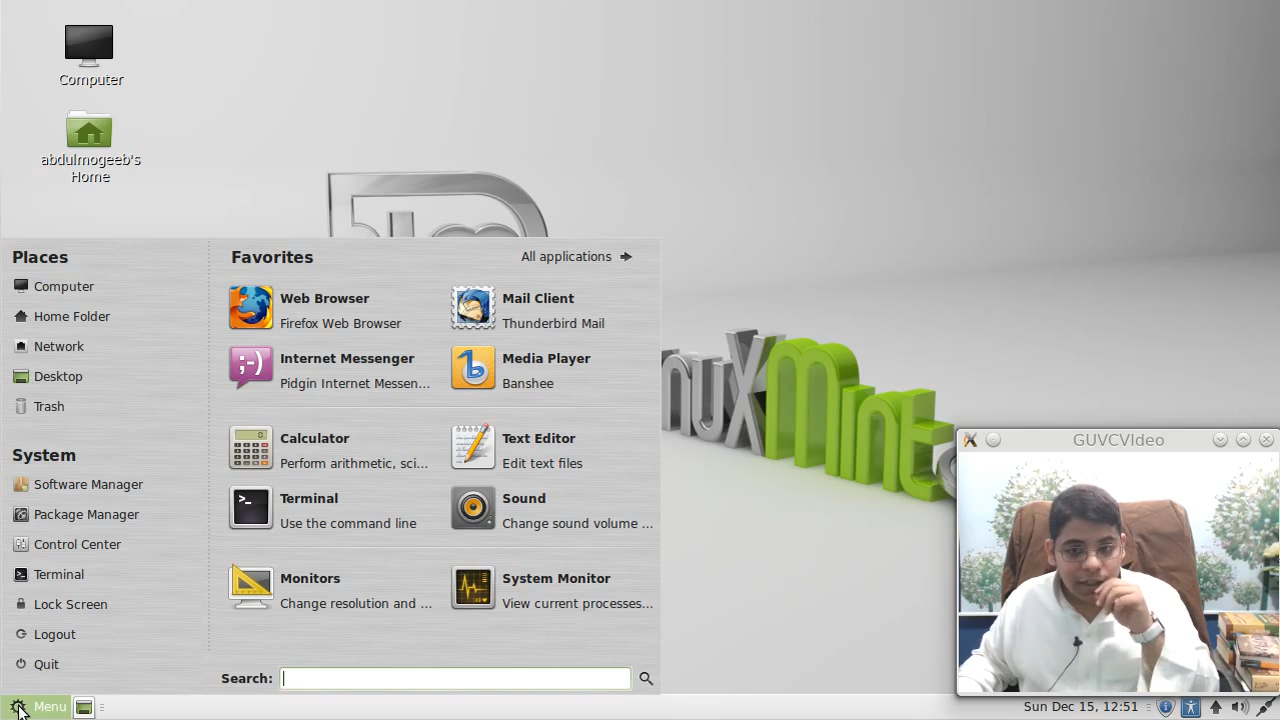 Computer
abdulmogeeb's
Home
Places
Computer
Home Folder
Network
Desktop
Trash
System
Software Manager
Package Manager
Control Center
Terminal
Lock Screen
Logout
Quit
Favorites
All applications
Web Browser
Firefox Web Browser
Mail Client
Thunderbird Mail
Internet Messenger
Pidgin Internet Messen...
Media Player
Banshee
Calculator
Perform arithmetic, sci...
Text Editor
Edit text files
Terminal
Use the command line
Sound
Change sound volume ...
Monitors
Change resolution and ...
System Monitor
View current processes...
Search:
nuxMint
GUVCVIdeo
Menu
Sun Dec 15, 12:51